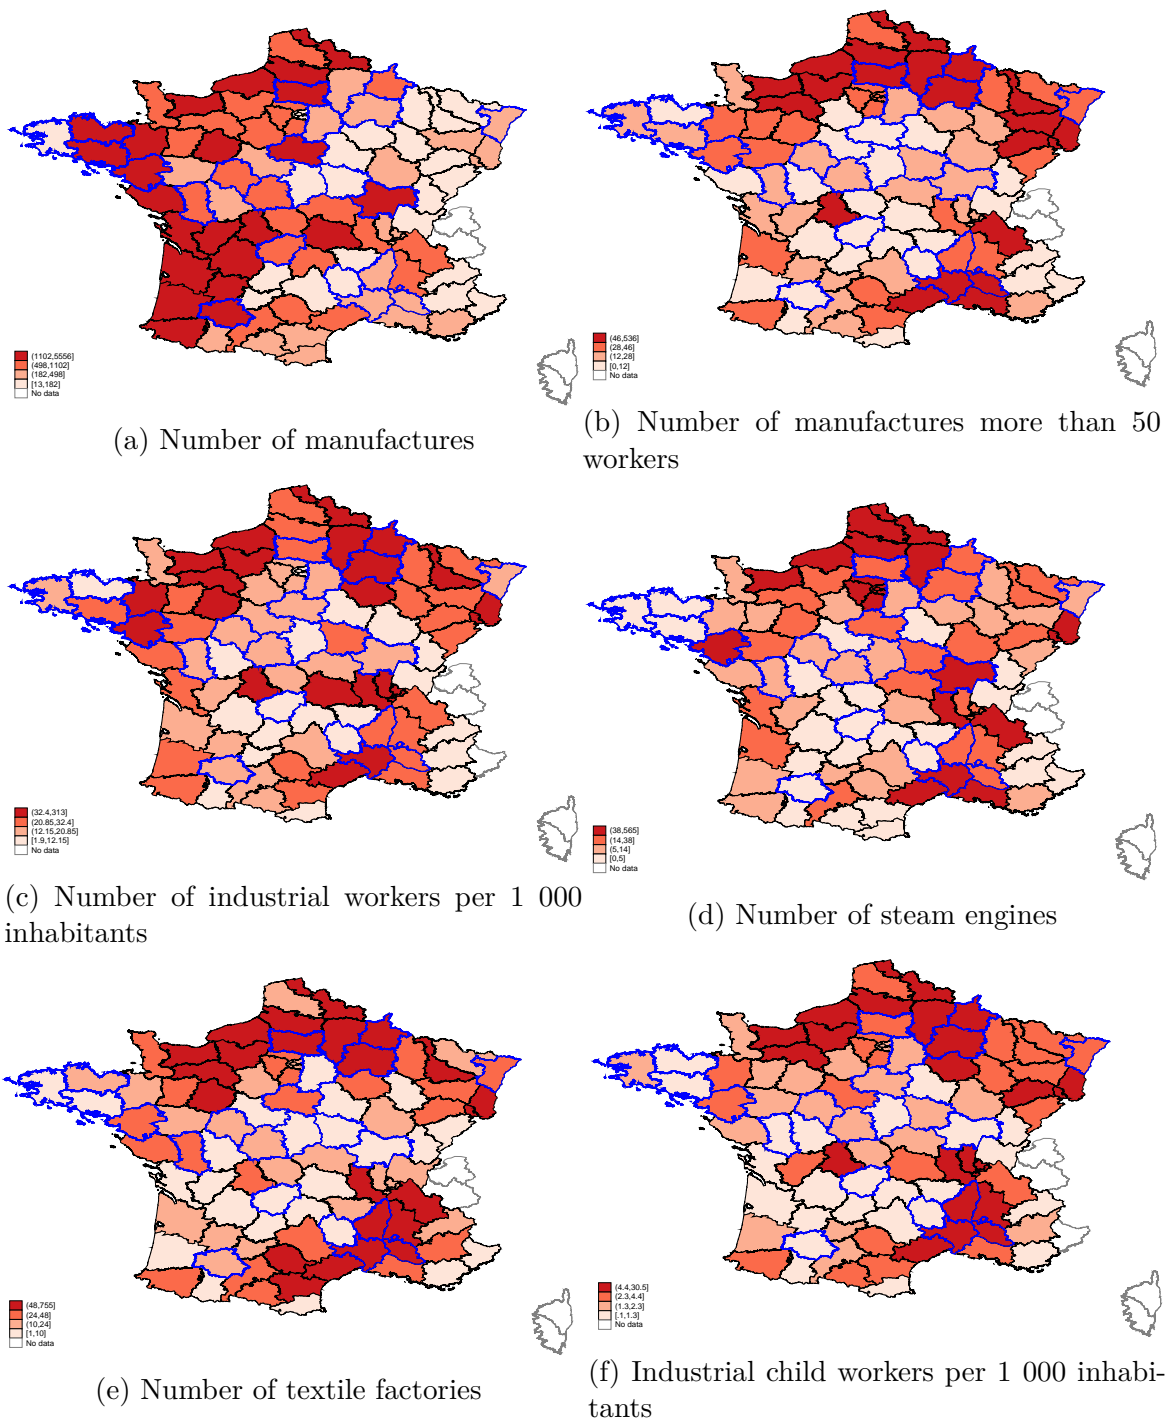 (1102,5556]
(498,1102]
(182,498]
[13,182]
No data
(a) Number of manufactures
(46,536]
(28,46]
(12,28]
[0,12]
No data
(b) Number of manufactures more than 50
workers
(32.4,313]
(20.85,32.4]
(12.15,20.85]
[1.9,12.15]
No data
(c) Number of industrial workers per 1 000
inhabitants
(38,565]
(14,38]
(5,14]
[0,5]
No data
(d) Number of steam engines
(48,755]
(24,48]
(10,24]
[1,10]
No data
(e) Number of textile factories
(4.4,30.5]
(2.3,4.4]
(1.3,2.3]
[.1,1.3]
No data
(f) Industrial child workers per 1 000 inhabi-
tants